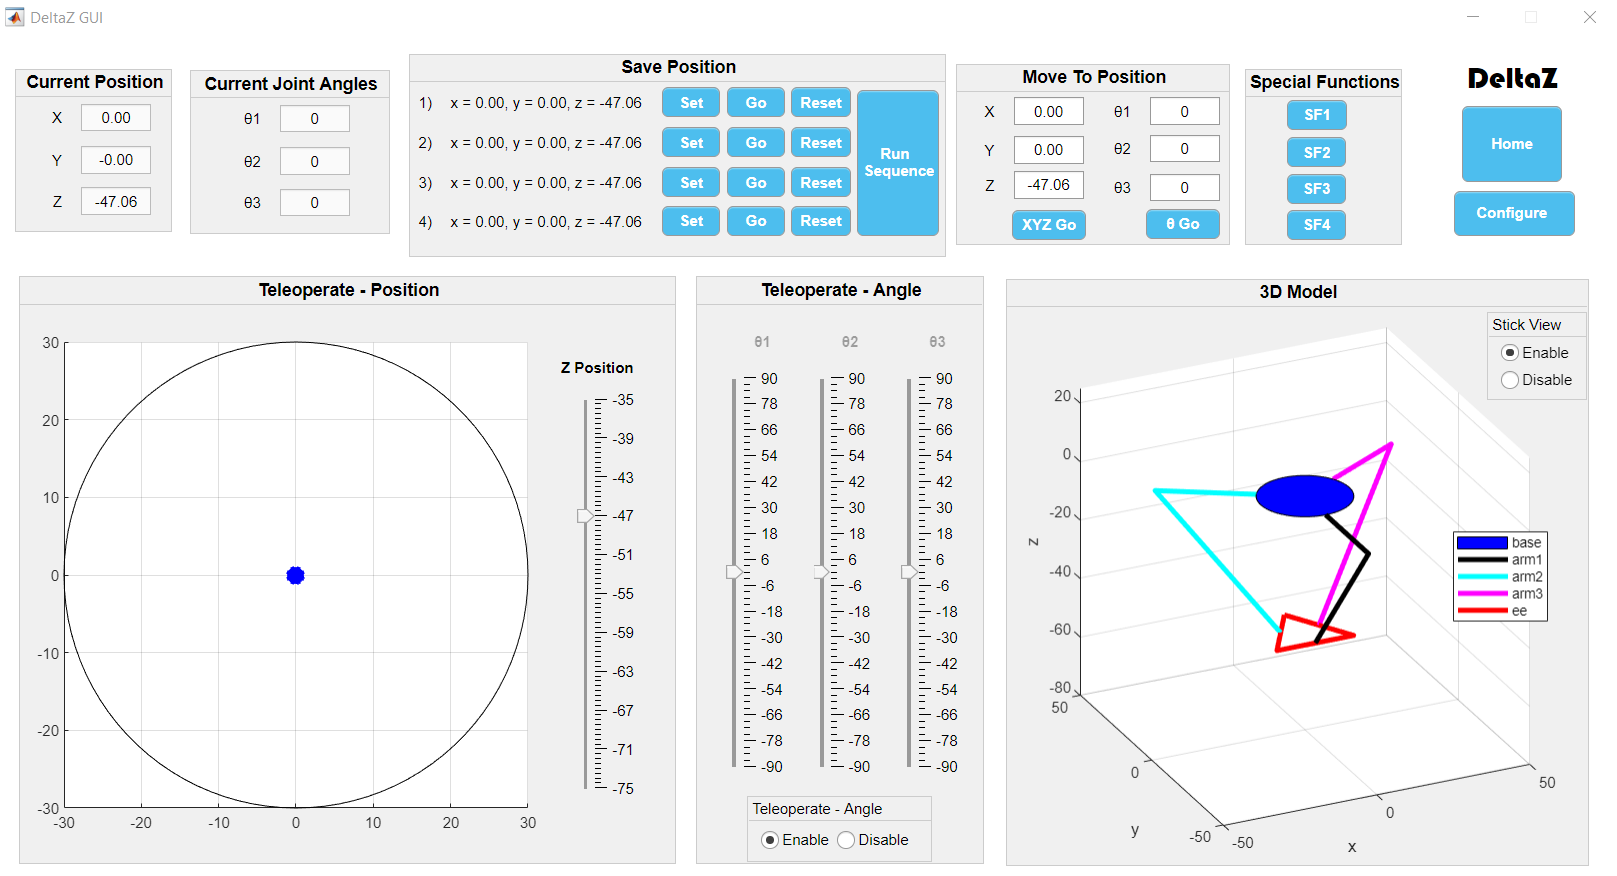 DeltaZ GUI
Current Position
X 0.00
Y -0.00
Z -47.06
Current Joint Angles
θ1 0
θ2 0
θ3 0
Save Position
1) x = 0.00, y = 0.00, z = -47.06 Set Go Reset
2) x = 0.00, y = 0.00, z = -47.06 Set Go Reset
3) x = 0.00, y = 0.00, z = -47.06 Set Go Reset
4) x = 0.00, y = 0.00, z = -47.06 Set Go Reset
Run
Sequence
Move To Position
X 0.00 θ1 0
Y 0.00 θ2 0
Z -47.06 θ3 0
XYZ Go θ Go
Special Functions
SF1
SF2
SF3
SF4
DeltaZ
Home
Configure
Teleoperate - Position
30
20
10
0
-10
-20
-30
-30 -20 -10 0 10 20 30
Z Position
-35
-39
-43
-47
-51
-55
-59
-63
-67
-71
-75
Teleoperate - Angle
θ1 θ2 θ3
90 90 90
78 78 78
66 66 66
54 54 54
42 42 42
30 30 30
18 18 18
6 6 6
-6 -6 -6
-18 -18 -18
-30 -30 -30
-42 -42 -42
-54 -54 -54
-66 -66 -66
-78 -78 -78
-90 -90 -90
Teleoperate - Angle
Enable Disable
3D Model
Stick View
Enable
Disable
20
0
-20
-40
-60
-80
z
50
0
-50
y
-50
0
50
x
base
arm1
arm2
arm3
ee